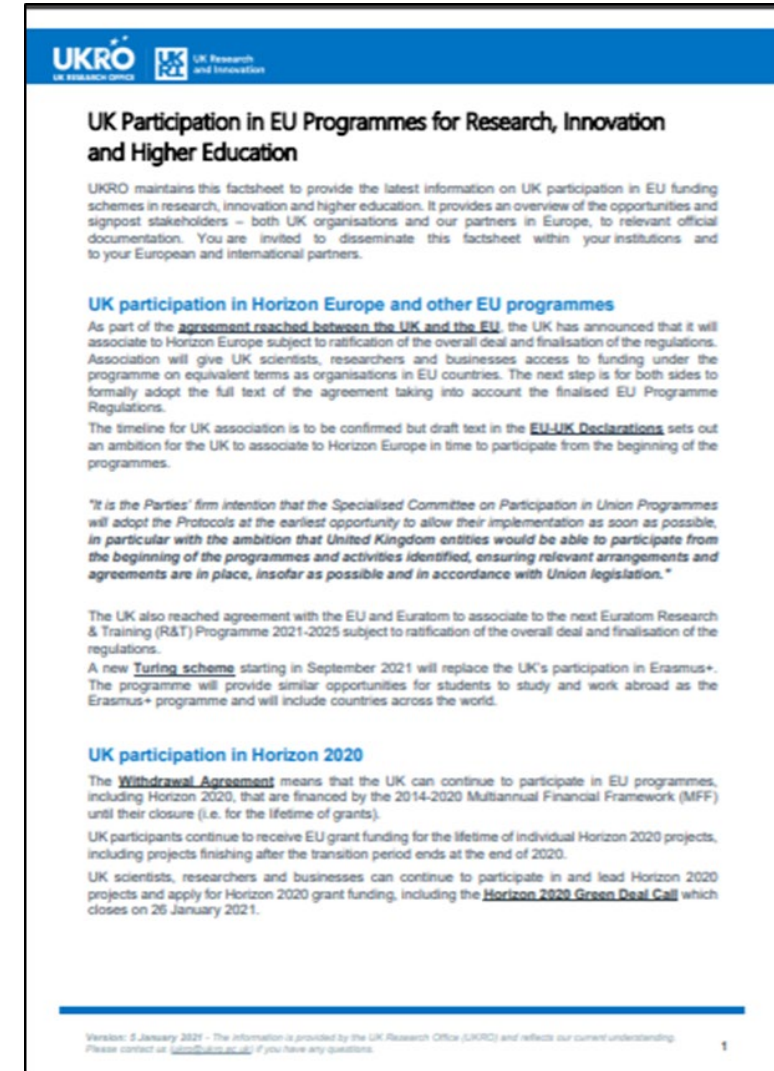 UKRO
UK RESEARCH OFFICE
UK
RI
UK Research
and Innovation
UK Participation in EU Programmes for Research, Innovation
and Higher Education
UKRO maintains this factsheet to provide the latest information on UK participation in EU funding
schemes in research, innovation and higher education. It provides an overview of the opportunities and
signpost stakeholders – both UK organisations and our partners in Europe, to relevant official
documentation. You are invited to disseminate this factsheet within your institutions and
to your European and international partners.
UK participation in Horizon Europe and other EU programmes
As part of the agreement reached between the UK and the EU, the UK has announced that it will
associate to Horizon Europe subject to ratification of the overall deal and finalisation of the regulations.
Association will give UK scientists, researchers and businesses access to funding under the
programme on equivalent terms as organisations in EU countries. The next step is for both sides to
formally adopt the full text of the agreement taking into account the finalised EU Programme
Regulations.
The timeline for UK association is to be confirmed but draft text in the EU-UK Declarations sets out
an ambition for the UK to associate to Horizon Europe in time to participate from the beginning of the
programmes.
"It is the Parties' firm intention that the Specialised Committee on Participation in Union Programmes
will adopt the Protocols at the earliest opportunity to allow their implementation as soon as possible,
in particular with the ambition that United Kingdom entities would be able to participate from
the beginning of the programmes and activities identified, ensuring relevant arrangements and
agreements are in place, insofar as possible and in accordance with Union legislation."
The UK also reached agreement with the EU and Euratom to associate to the next Euratom Research
& Training (R&T) Programme 2021-2025 subject to ratification of the overall deal and finalisation of the
regulations.
A new Turing scheme starting in September 2021 will replace the UK's participation in Erasmus+.
The programme will provide similar opportunities for students to study and work abroad as the
Erasmus+ programme and will include countries across the world.
UK participation in Horizon 2020
The Withdrawal Agreement means that the UK can continue to participate in EU programmes,
including Horizon 2020, that are financed by the 2014-2020 Multiannual Financial Framework (MFF)
until their closure (i.e. for the lifetime of grants).
UK participants continue to receive EU grant funding for the lifetime of individual Horizon 2020 projects,
including projects finishing after the transition period ends at the end of 2020.
UK scientists, researchers and businesses can continue to participate in and lead Horizon 2020
projects and apply for Horizon 2020 grant funding, including the Horizon 2020 Green Deal Call which
closes on 26 January 2021.
Version: 5 January 2021 – The information is provided by the UK Research Office (UKRO) and reflects our current understanding.
Please contact us (ukro@ukro.ac.uk) if you have any questions.
1